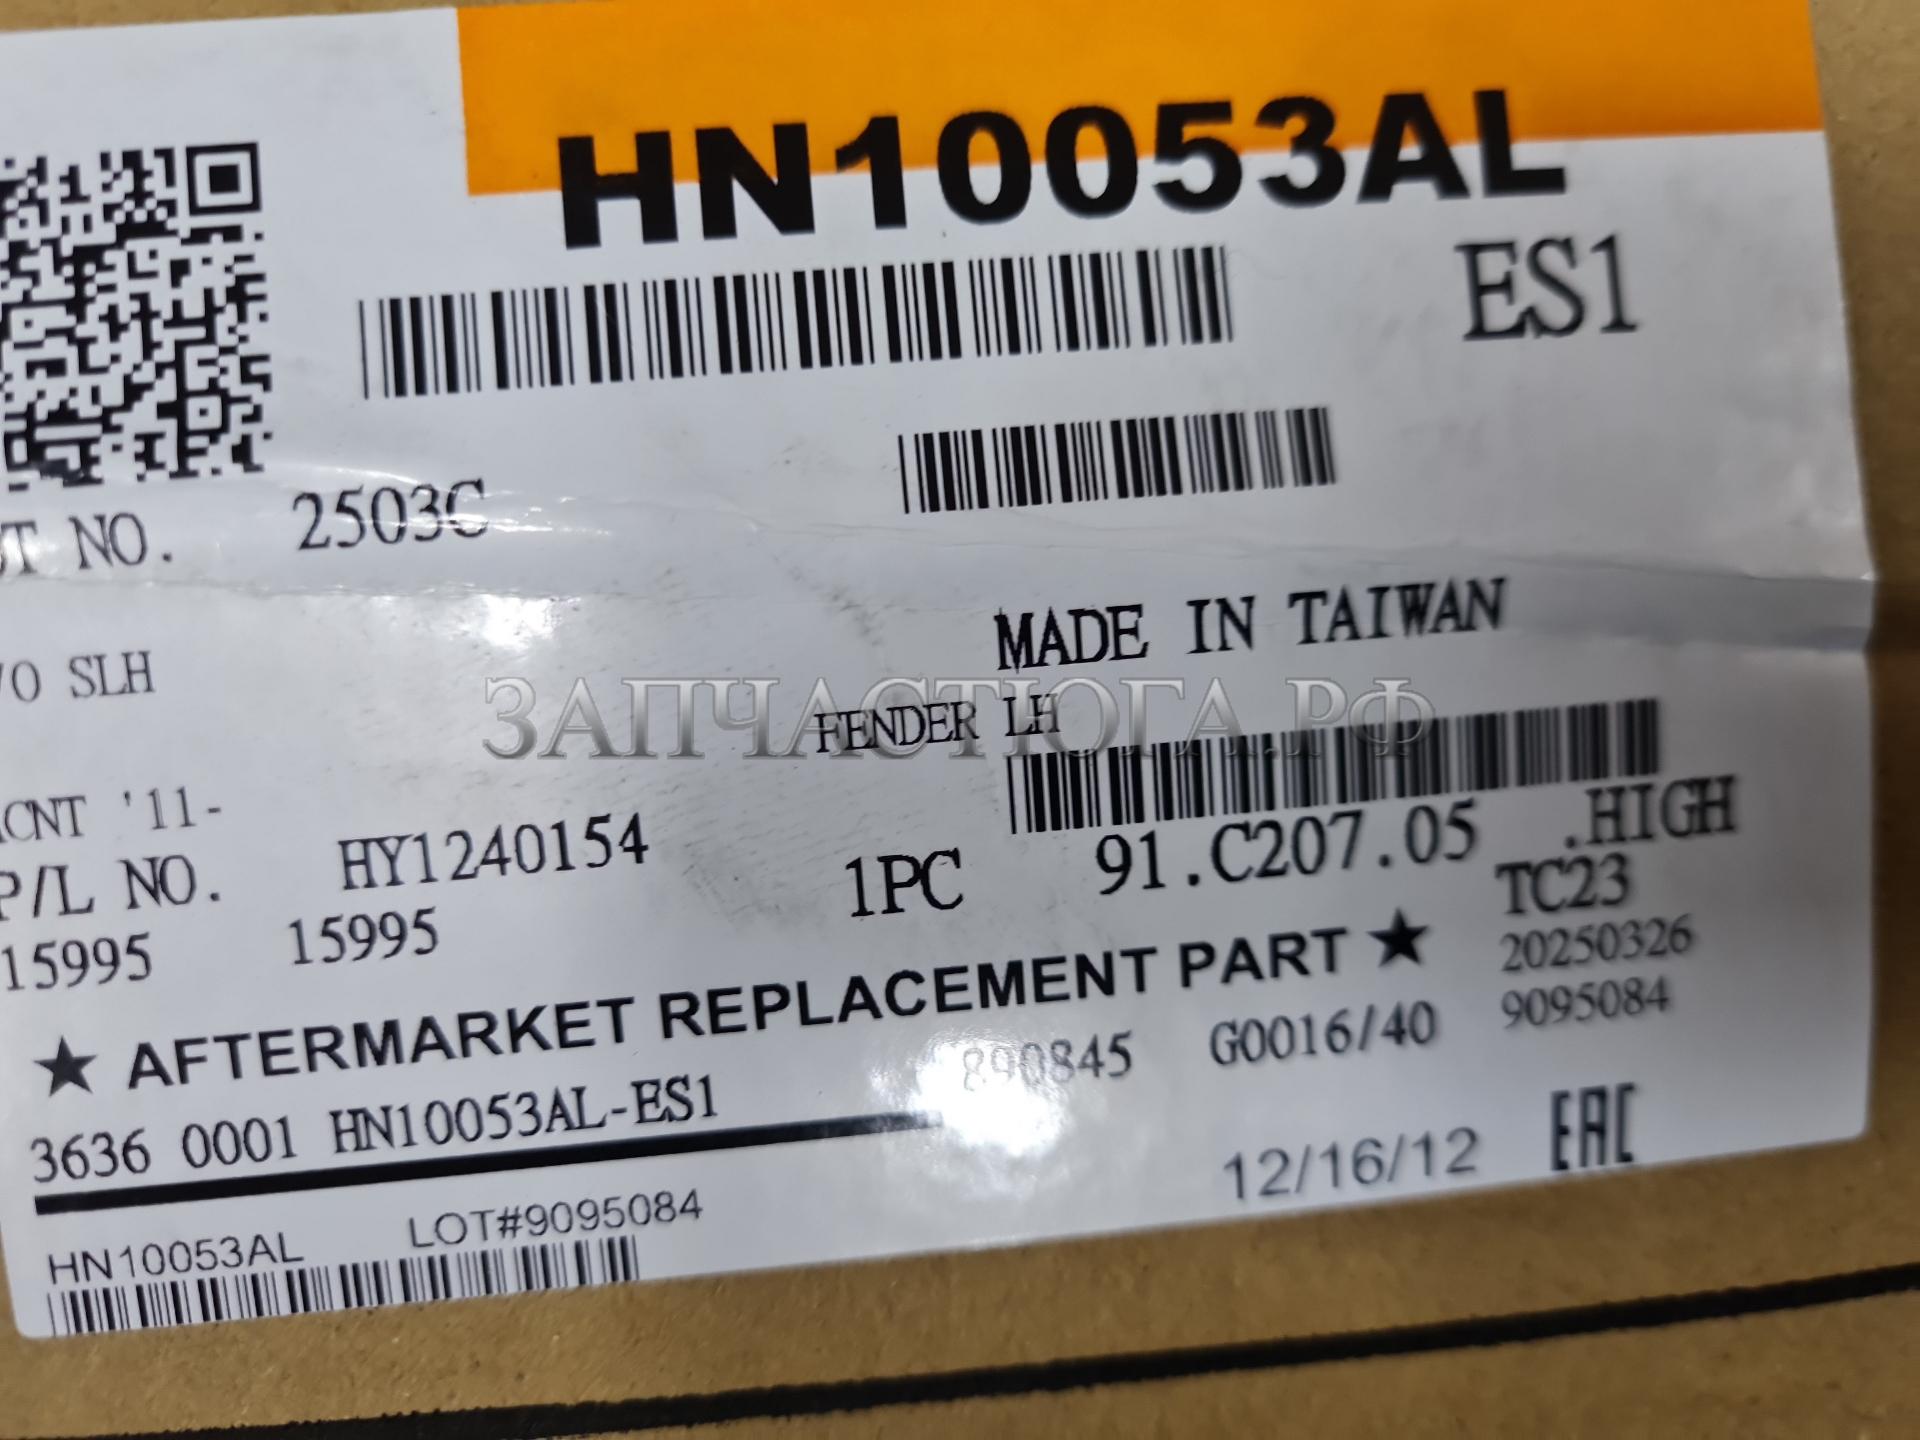 HN10053AL
ES1
NO. 2503C
MADE IN TAIWAN
SLH
ЗАПЧАСТЮГА.РФ
FENDER LH
'11-
P/L NO. HY1240154
1PC 91.C207.05 .HIGH
TC23
15995 15995
20250326
★ AFTERMARKET REPLACEMENT PART ★
9095084
3636 0001 HN10053AL-ES1
890845 G0016/40
12/16/12 EAC
HN10053AL LOT#9095084